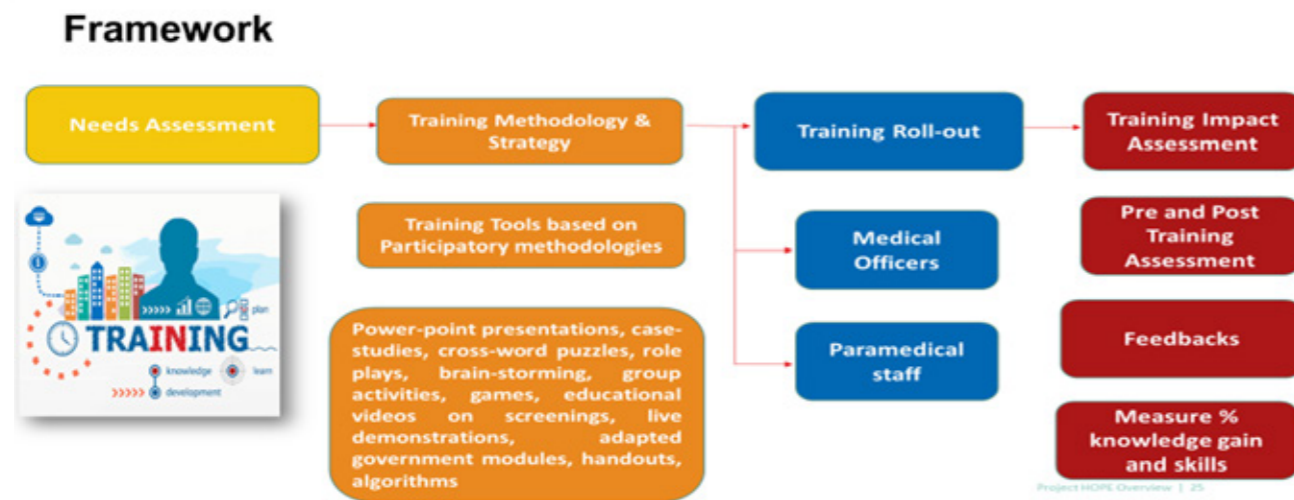 Framework
Needs Assessment
Training Methodology &
Strategy
Training Roll-out
Training Impact
Assessment
Training Tools based on
Participatory methodologies
Medical
Officers
Pre and Post
Training
Assessment
plan
TRAINING
knowledge
learn
development
Power-point presentations, case-
studies, cross-word puzzles, role
plays, brain-storming, group
activities, games, educational
videos on screenings, live
demonstrations, adapted
government modules, handouts,
algorithms
Paramedical
staff
Feedbacks
Measure %
knowledge gain
and skills
Project HOPE Overview | 25